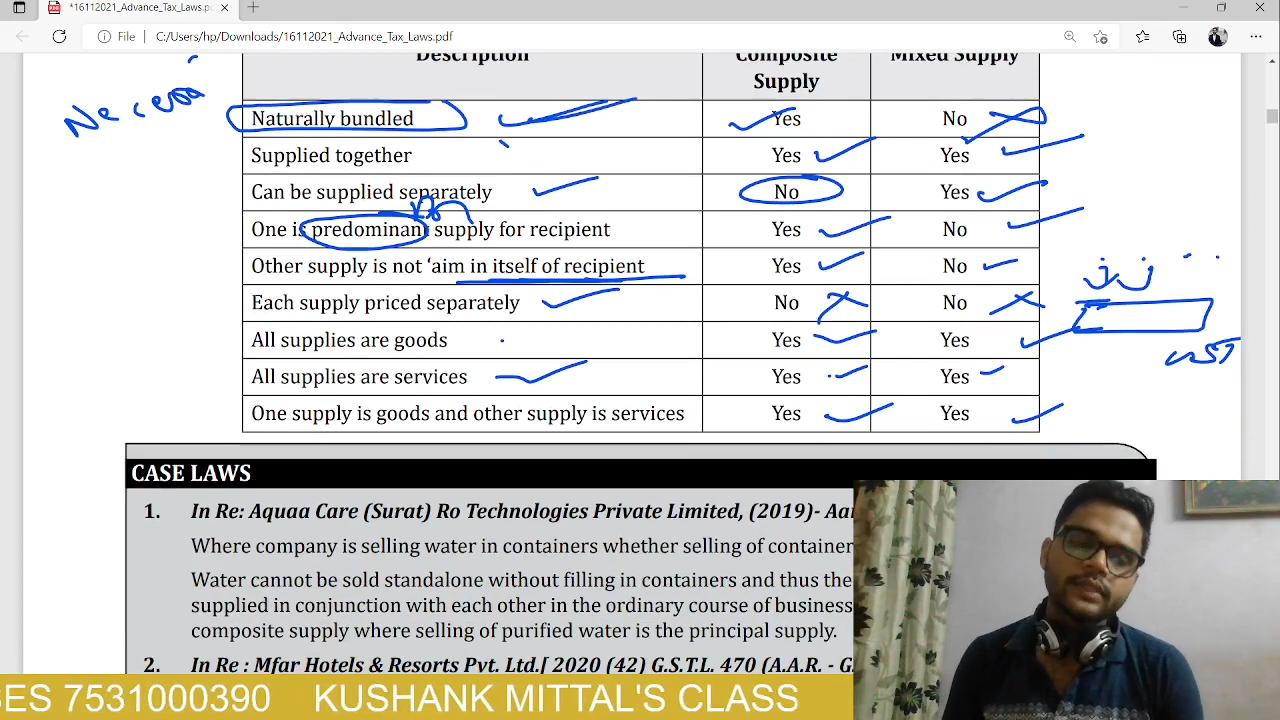 *16112021_Advance_Tax_Laws.pdf
File C:/Users/hp/Downloads/16112021_Advance_Tax_Laws.pdf
Description Composite Supply Mixed Supply
Naturally bundled Yes No
Supplied together Yes Yes
Can be supplied separately No Yes
One is predominant supply for recipient Yes No
Other supply is not ‘aim in itself of recipient Yes No
Each supply priced separately No No
All supplies are goods Yes Yes
All supplies are services Yes Yes
One supply is goods and other supply is services Yes Yes
CASE LAWS
1. In Re: Aquaa Care (Surat) Ro Technologies Private Limited, (2019)- Aa
Where company is selling water in containers whether selling of container
Water cannot be sold standalone without filling in containers and thus the
supplied in conjunction with each other in the ordinary course of business
composite supply where selling of purified water is the principal supply.
2. In Re : Mfar Hotels & Resorts Pvt. Ltd.[ 2020 (42) G.S.T.L. 470 (A.A.R. - G.
SES 7531000390 KUSHANK MITTAL'S CLASS